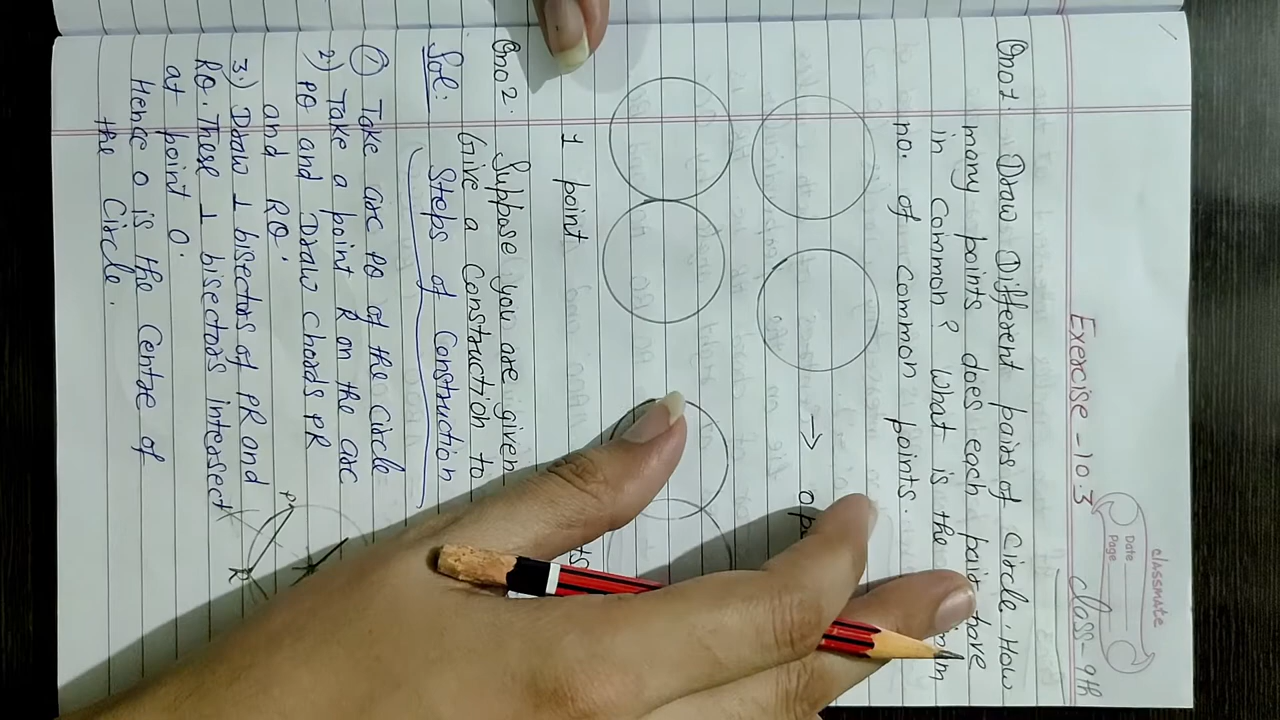 classmate
Date
Page
Exercise - 10.3 Class - 9th
Qno 1. Draw Different pairs of Circle. How
many points does each pair have
in common? What is the
no. of common points.
→
1 point
Qno 2. Suppose you are given
Give a Construction to
Sol: Steps of Construction
① Take arc PQ of the circle
2) Take a point R on the arc
PQ and Draw chords PR
and RQ.
3.) Draw ⊥ bisectors of PR and
RQ. These ⊥ bisectors intersect
at point O.
Hence O is the Centre of
the Circle.
P
R